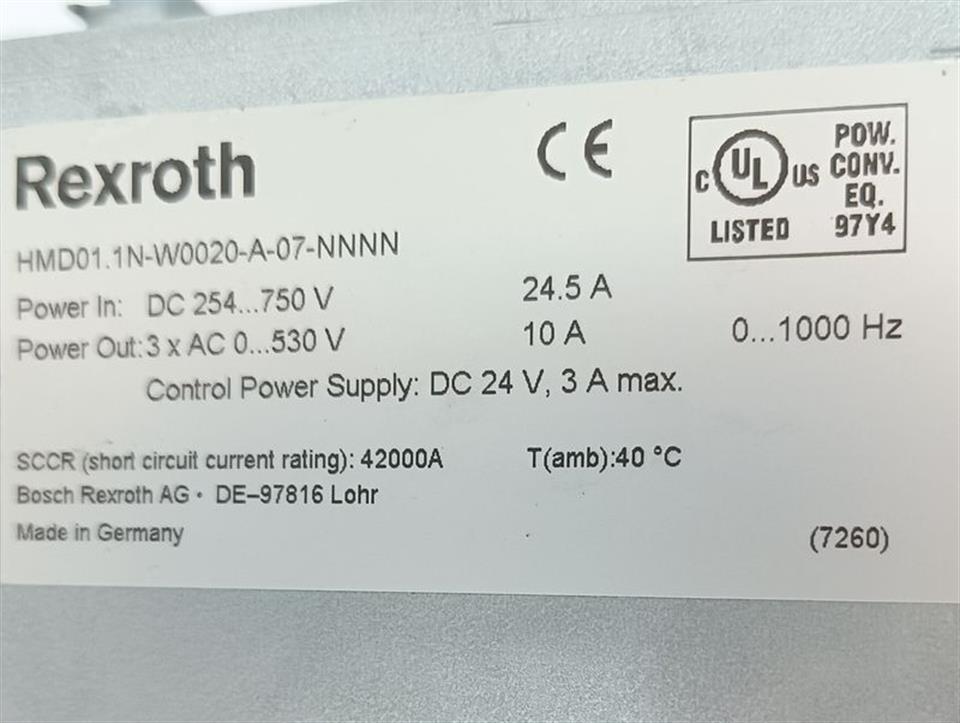 Rexroth
CE
C UL US
LISTED
POW.
CONV.
EQ.
97Y4
HMD01.1N-W0020-A-07-NNNN
Power In: DC 254...750 V 24.5 A
Power Out: 3 x AC 0...530 V 10 A 0...1000 Hz
Control Power Supply: DC 24 V, 3 A max.
SCCR (short circuit current rating): 42000A T(amb):40 °C
Bosch Rexroth AG • DE–97816 Lohr
Made in Germany (7260)